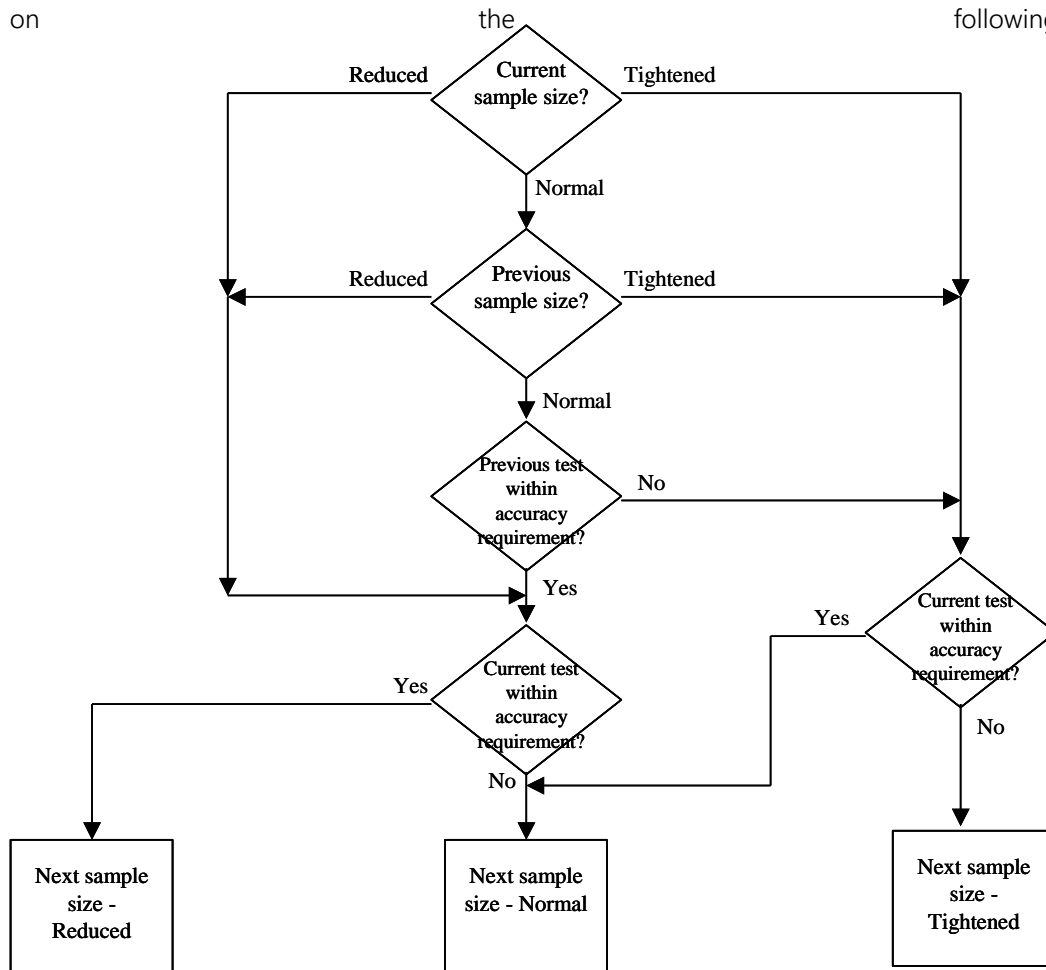 on the following
Reduced
Current
sample size?
Tightened
Normal
Reduced
Previous
sample size?
Tightened
Normal
Previous test
within
accuracy
requirement?
No
Yes
Yes
Current test
within
accuracy
requirement?
No
Yes
Current test
within
accuracy
requirement?
No
Next sample
size -
Reduced
Next sample
size - Normal
Next sample
size -
Tightened